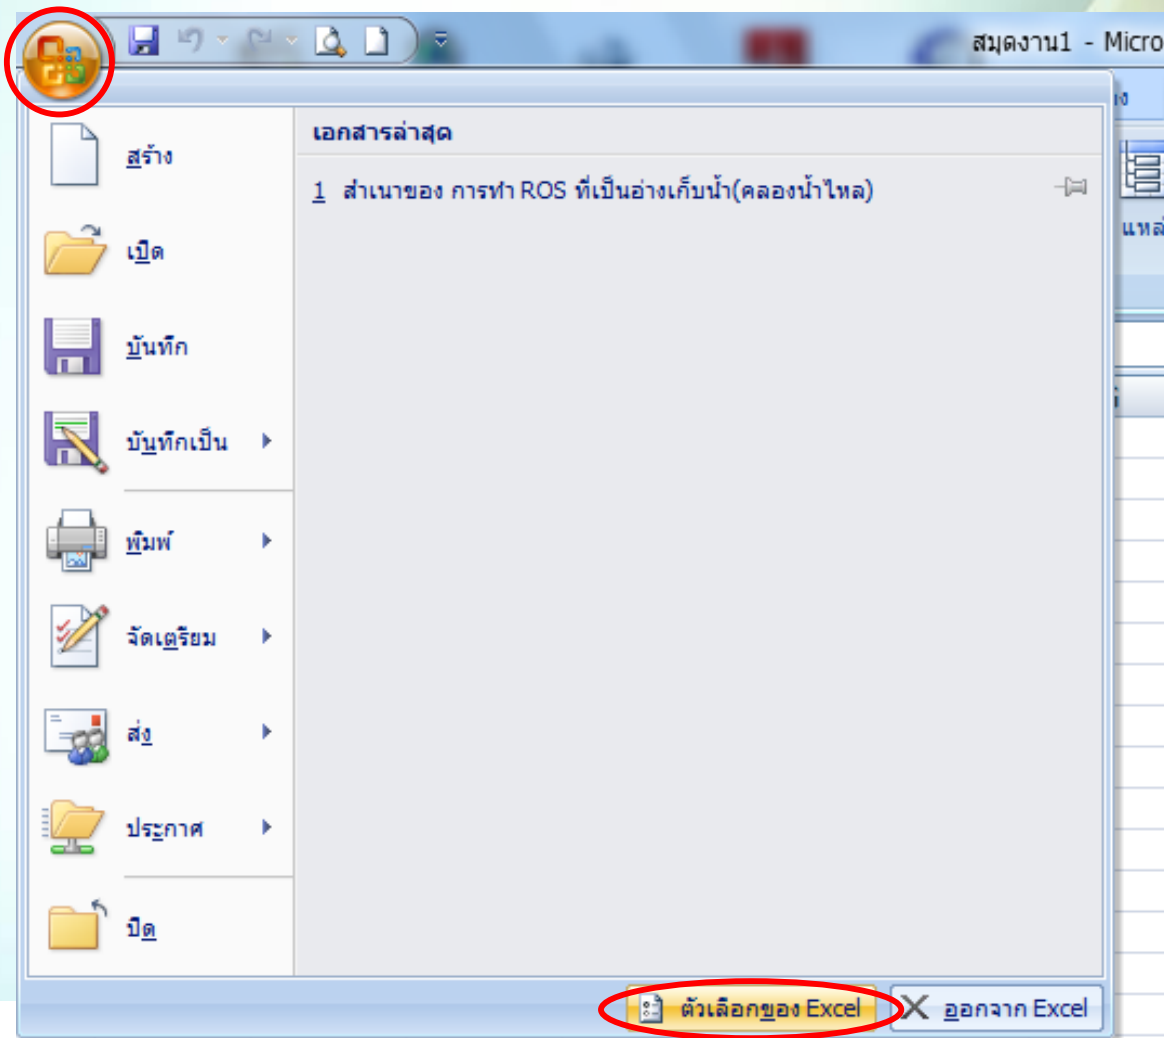 สมุดงาน1 - Micro
สร้าง
เปิด
บันทึก
บันทึกเป็น
พิมพ์
จัดเตรียม
ส่ง
ประกาศ
ปิด
เอกสารล่าสุด
1 สำเนาของ การทำ ROS ที่เป็นอ่างเก็บน้ำ(คลองน้ำไหล)
ตัวเลือกของ Excel
ออกจาก Excel